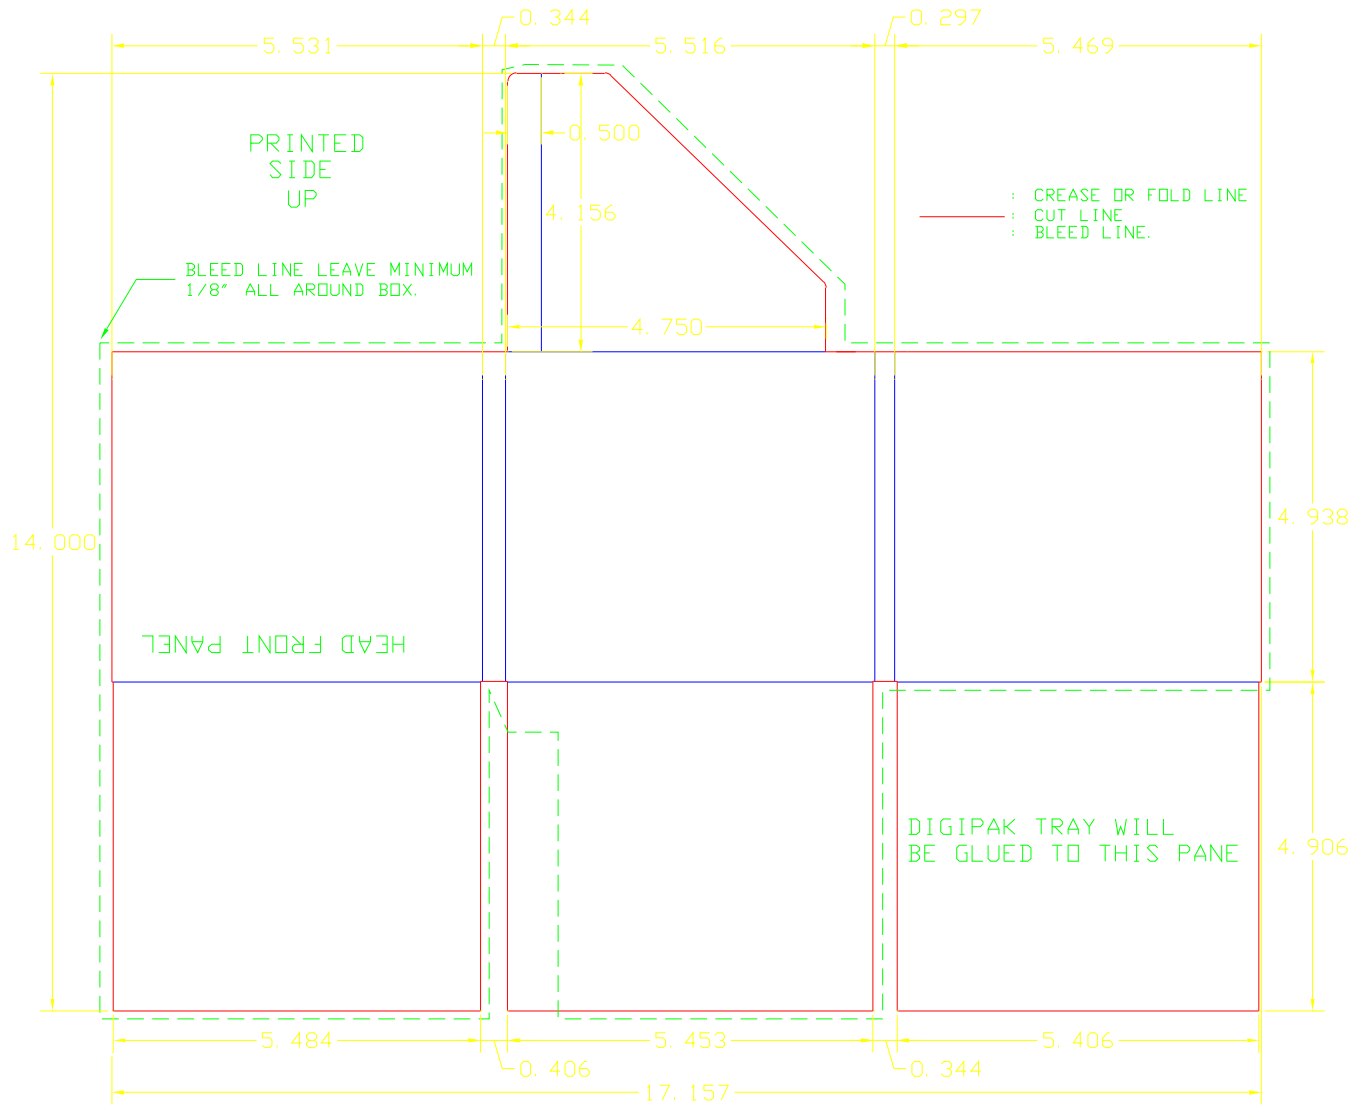 0. 344
0. 297
5. 531
5. 516
5. 469
PRINTED
SIDE
UP
0. 500
4. 156
: CREASE OR FOLD LINE
: CUT LINE
: BLEED LINE.
BLEED LINE LEAVE MINIMUM
1/8" ALL AROUND BOX.
4. 750
14. 000
4. 938
HEAD FRONT PANEL
DIGIPAK TRAY WILL
BE GLUED TO THIS PANE
4. 906
5. 484
5. 453
5. 406
0. 406
0. 344
17. 157